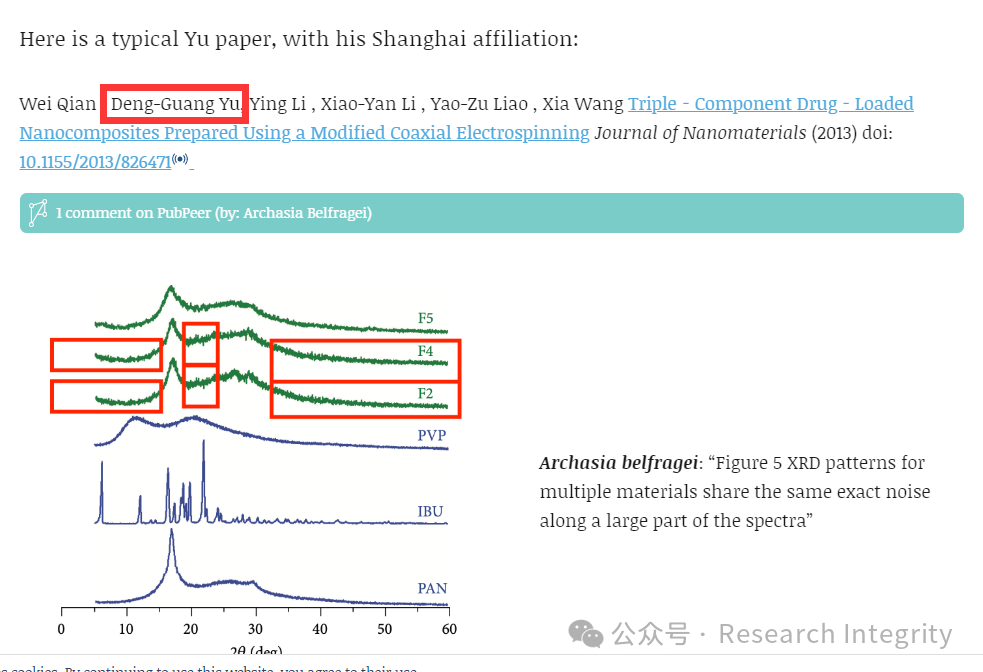 Here is a typical Yu paper, with his Shanghai affiliation:
Wei Qian Deng-Guang Yu, Ying Li , Xiao-Yan Li , Yao-Zu Liao , Xia Wang Triple - Component Drug - Loaded
Nanocomposites Prepared Using a Modified Coaxial Electrospinning Journal of Nanomaterials (2013) doi:
10.1155/2013/826471
1 comment on PubPeer (by: Archasia Belfragei)
F5
F4
F2
PVP
IBU
PAN
0 10 20 30 40 50 60
2θ (deg)
Archasia belfragei: “Figure 5 XRD patterns for
multiple materials share the same exact noise
along a large part of the spectra”
公众号 · Research Integrity
s cookies. By continuing to use this website, you agree to their use.